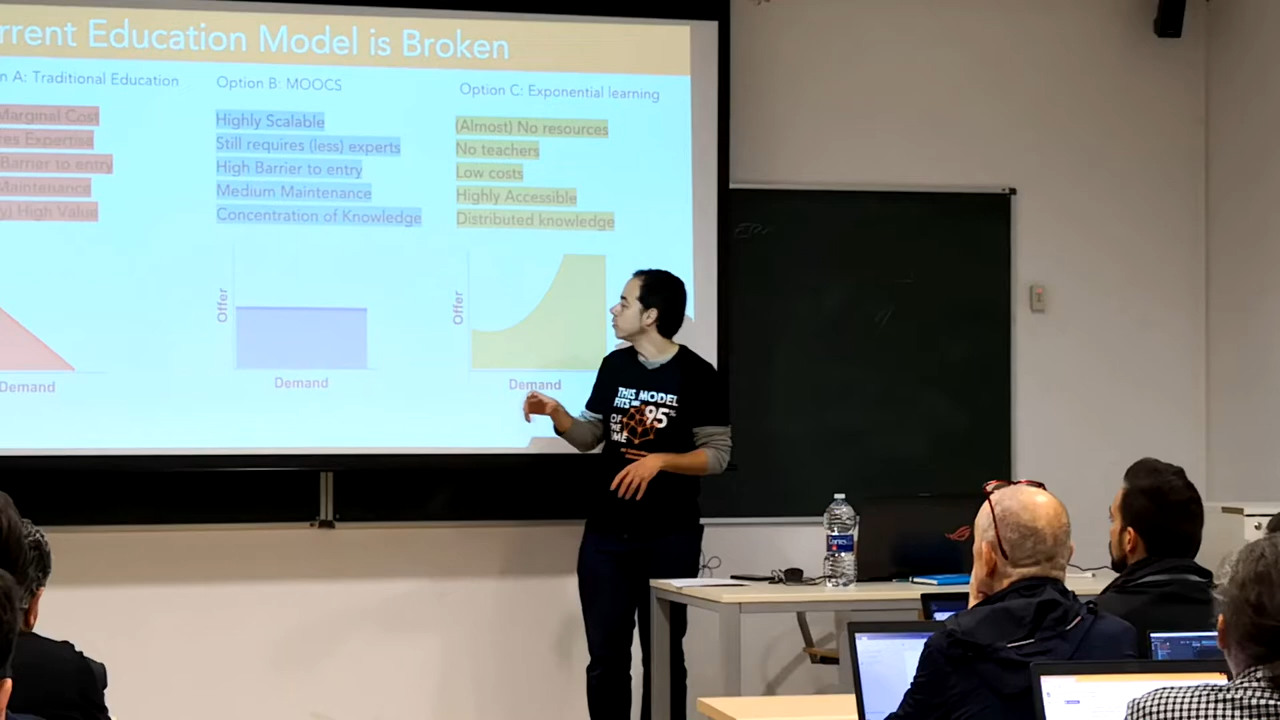 rrent Education Model is Broken
n A: Traditional Education
Marginal Cost
res Expertise
Barrier to entry
Maintenance
y) High Value
Demand
Option B: MOOCS
Highly Scalable
Still requires (less) experts
High Barrier to entry
Medium Maintenance
Concentration of Knowledge
Offer
Demand
Option C: Exponential learning
(Almost) No resources
No teachers
Low costs
Highly Accessible
Distributed knowledge
Offer
Demand
THIS MODEL
FITS 95%
OF
THE